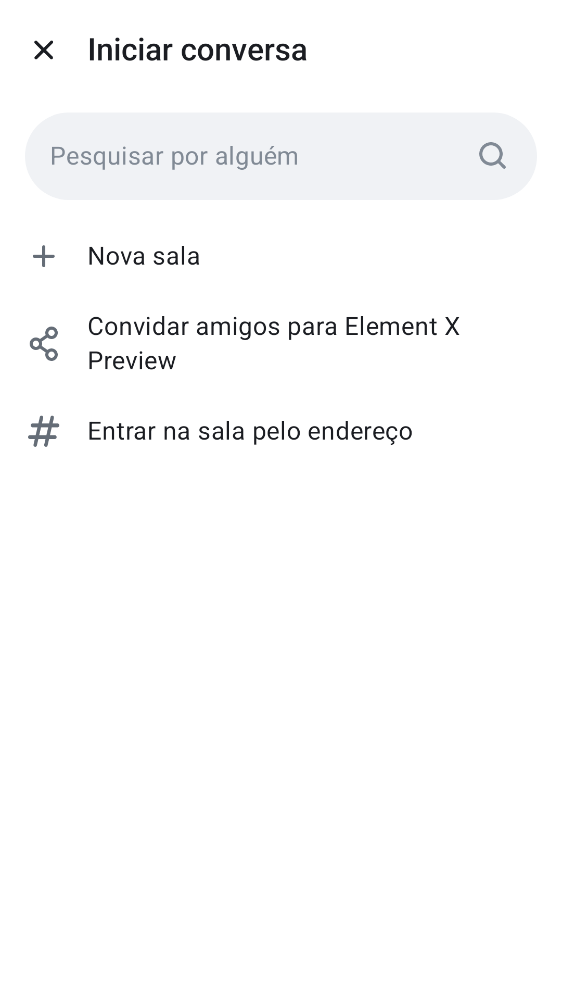 Iniciar conversa
Pesquisar por alguém
Nova sala
Convidar amigos para Element X
Preview
Entrar na sala pelo endereço